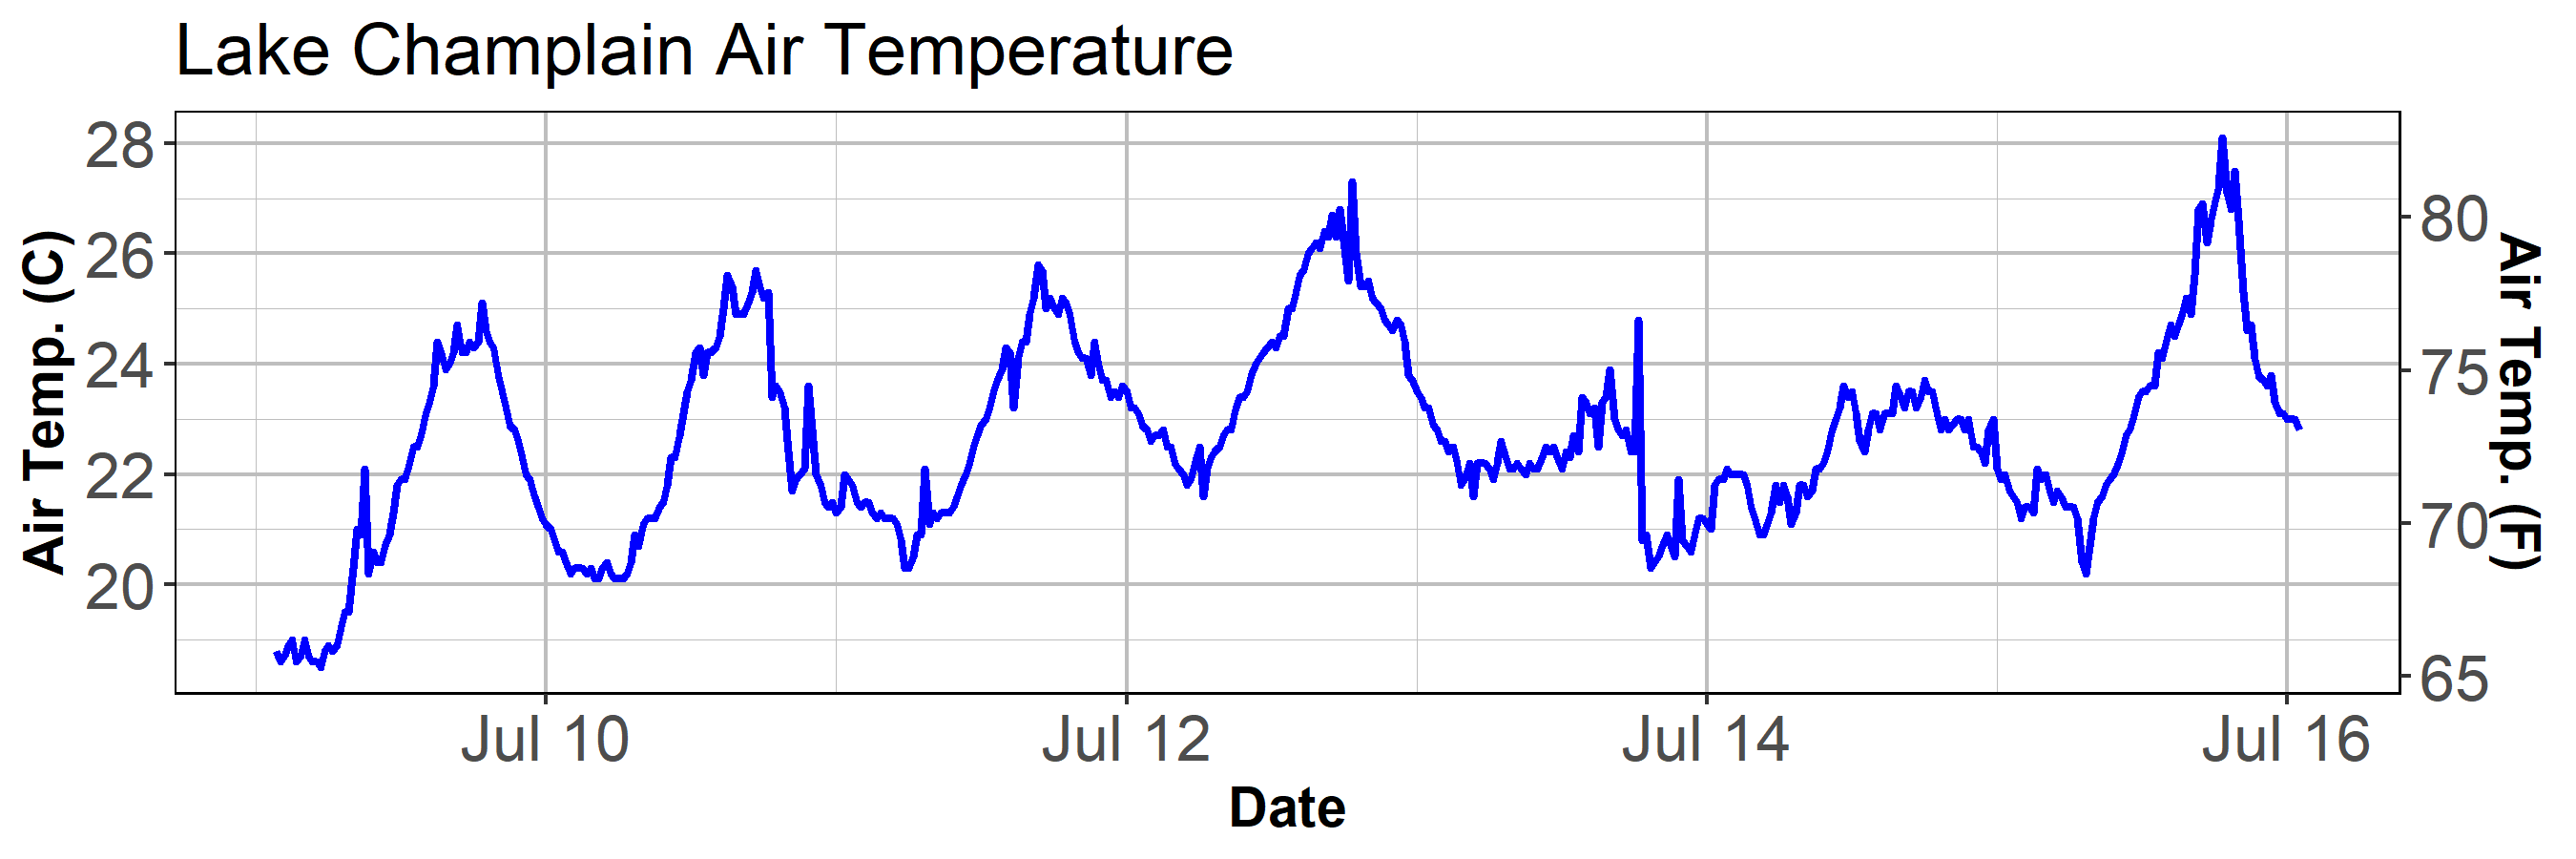 Lake Champlain Air Temperature
28
26
24
22
20
Air Temp. (C)
80
75
70
65
Air Temp. (F)
Jul 10 Jul 12 Jul 14 Jul 16
Date